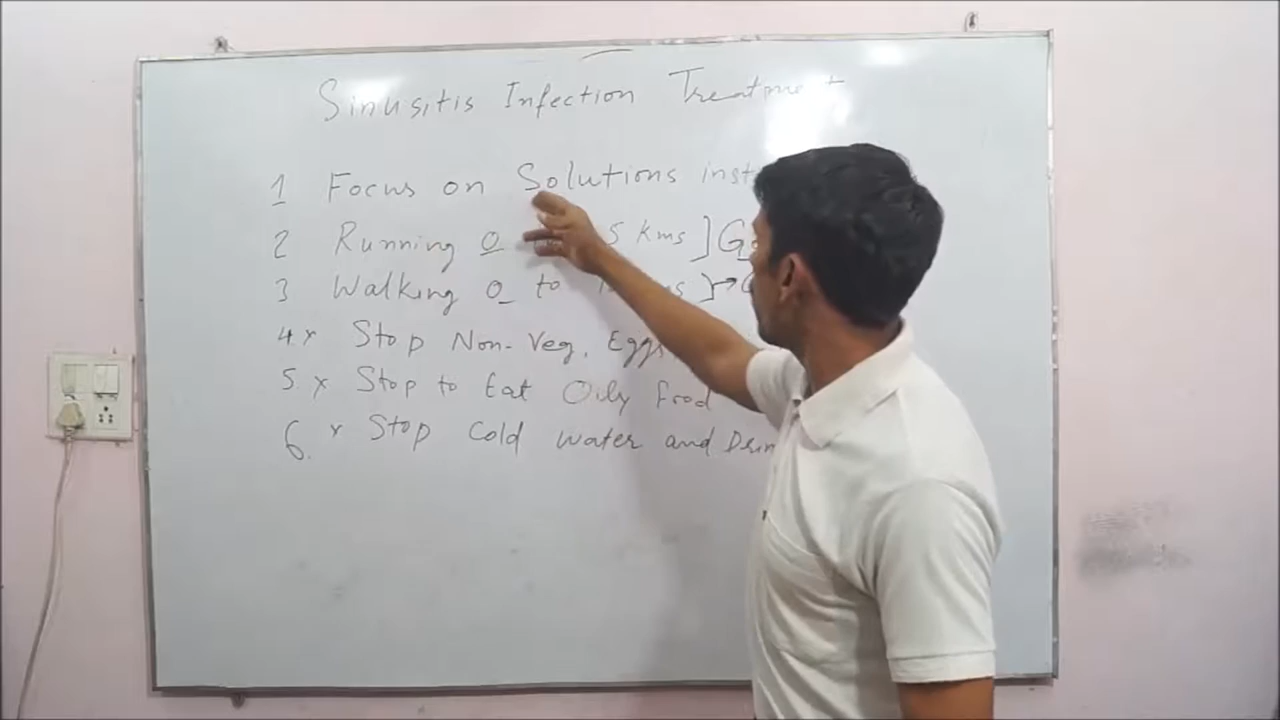 Sinusitis Infection Treatment
1 Focus on Solutions
2 Running 0 5 kms ] G
3 Walking 0 to
4 x Stop Non-Veg, Eggs
5. x Stop to Eat Oily Food
6. x Stop Cold water and